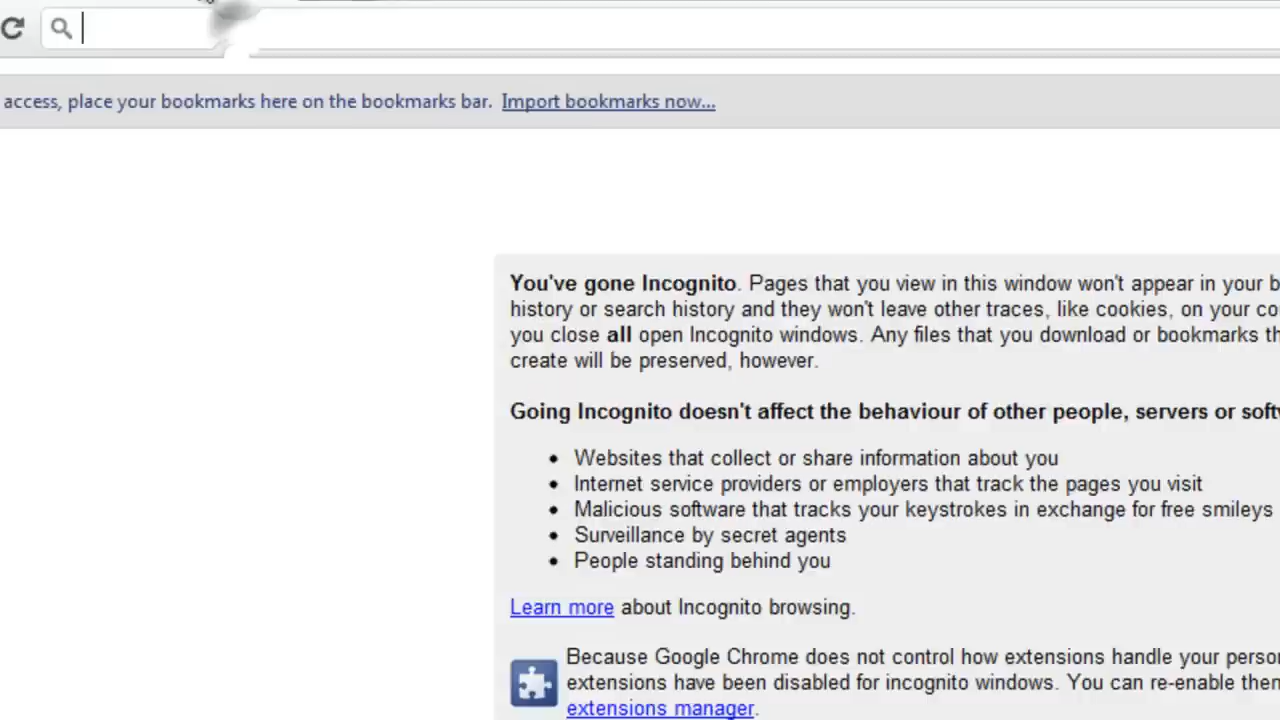 access, place your bookmarks here on the bookmarks bar. Import bookmarks now...
You've gone Incognito. Pages that you view in this window won't appear in your b
history or search history and they won't leave other traces, like cookies, on your co
you close all open Incognito windows. Any files that you download or bookmarks th
create will be preserved, however.
Going Incognito doesn't affect the behaviour of other people, servers or soft
• Websites that collect or share information about you
• Internet service providers or employers that track the pages you visit
• Malicious software that tracks your keystrokes in exchange for free smileys
• Surveillance by secret agents
• People standing behind you
Learn more about Incognito browsing.
Because Google Chrome does not control how extensions handle your person
extensions have been disabled for incognito windows. You can re-enable them
extensions manager.